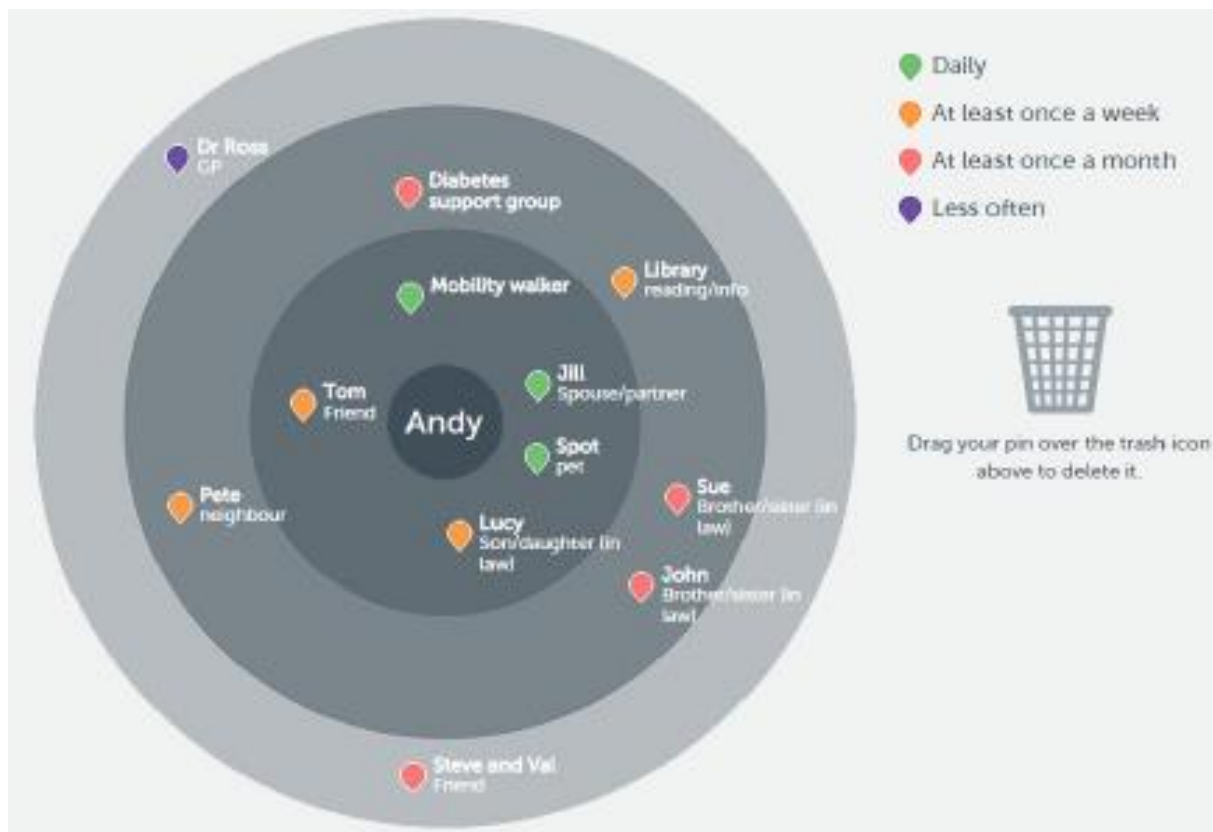 Dr Ross
GP
Diabetes
support group
Mobility walker
Library
reading/info
Tom
Friend
Andy
Jill
Spouse/partner
Spot
pet
Pete
neighbour
Lucy
Son/daughter (in
law)
Sue
Brother/sister (in
law)
John
Brother/sister (in
law)
Steve and Val
Friend
Daily
At least once a week
At least once a month
Less often
Drag your pin over the trash icon
above to delete it.